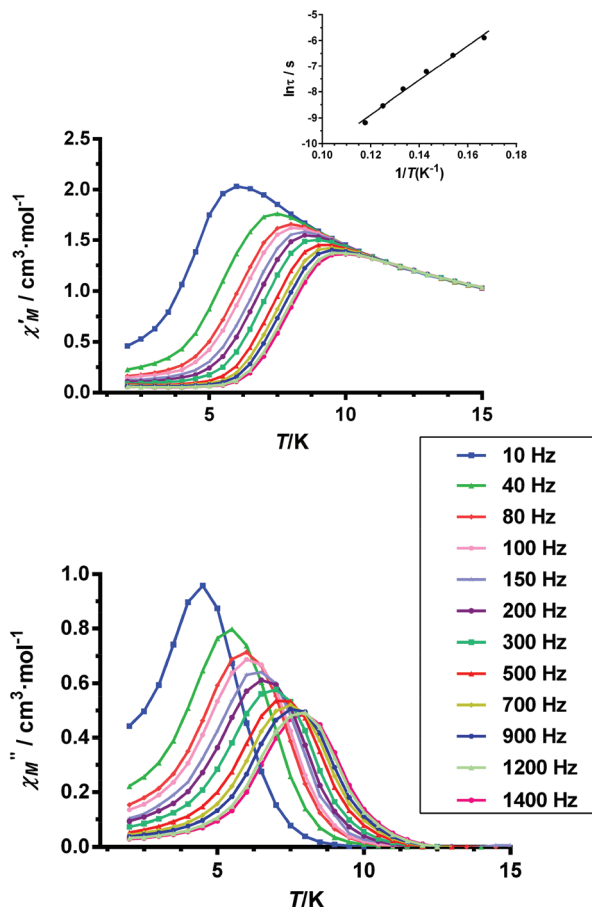 -5
-6
-7
-8
-9
-10
lnτ / s
0.10 0.12 0.14 0.16 0.18
1/T(K⁻¹)
2.5
2.0
1.5
1.0
0.5
0.0
χ'M / cm³·mol⁻¹
5 10 15
T/K
10 Hz
40 Hz
80 Hz
100 Hz
150 Hz
200 Hz
300 Hz
500 Hz
700 Hz
900 Hz
1200 Hz
1400 Hz
1.0
0.8
0.6
0.4
0.2
0.0
χM'' / cm³·mol⁻¹
5 10 15
T/K